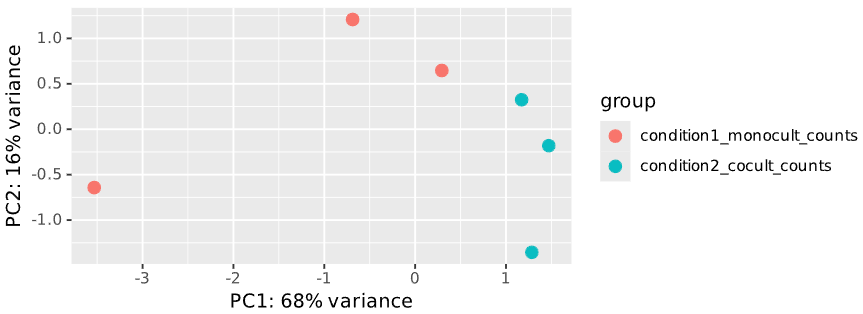 1.0
0.5
0.0
-0.5
-1.0
PC2: 16% variance
-3 -2 -1 0 1
PC1: 68% variance
group
condition1_monocult_counts
condition2_cocult_counts